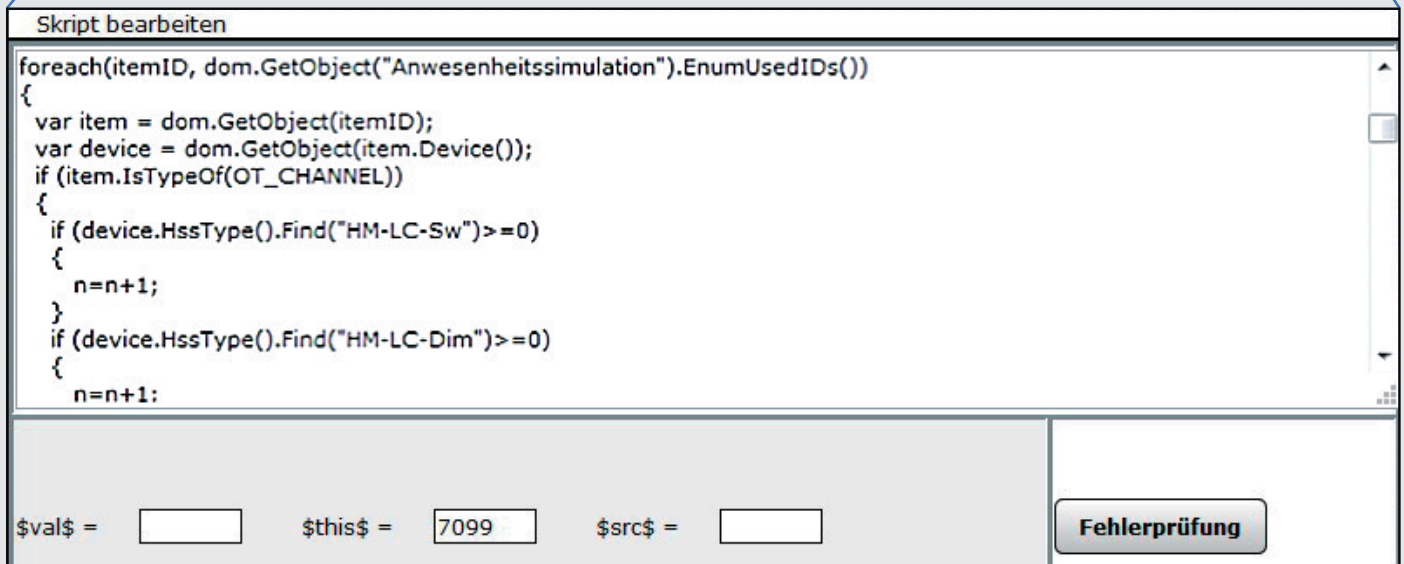 Skript bearbeiten
foreach(itemID, dom.GetObject("Anwesenheitssimulation").EnumUsedIDs())
{
var item = dom.GetObject(itemID);
var device = dom.GetObject(item.Device());
if (item.IsTypeOf(OT_CHANNEL))
{
if (device.HssType().Find("HM-LC-Sw")>=0)
{
n=n+1;
}
if (device.HssType().Find("HM-LC-Dim")>=0)
{
n=n+1;
$val$ = $this$ = 7099 $src$ = Fehlerprüfung